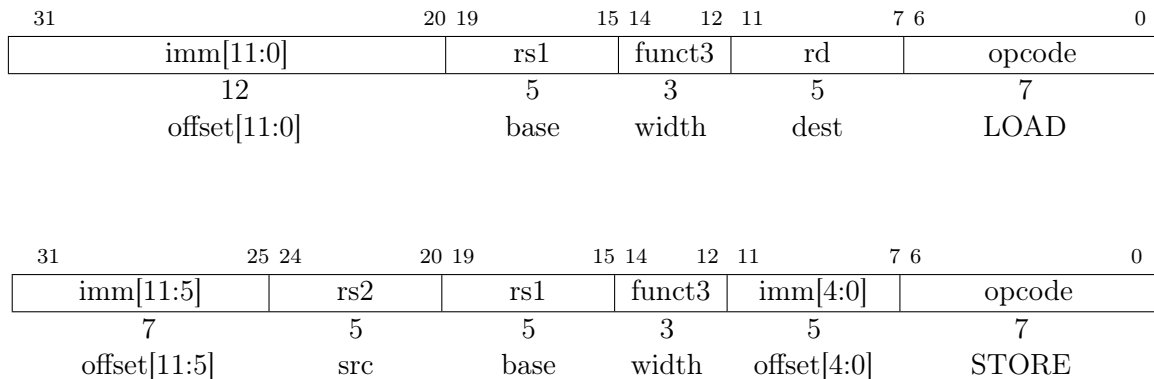 31 20 19 15 14 12 11 7 6 0
imm[11:0] rs1 funct3 rd opcode
12 5 3 5 7
offset[11:0] base width dest LOAD
31 25 24 20 19 15 14 12 11 7 6 0
imm[11:5] rs2 rs1 funct3 imm[4:0] opcode
7 5 5 3 5 7
offset[11:5] src base width offset[4:0] STORE